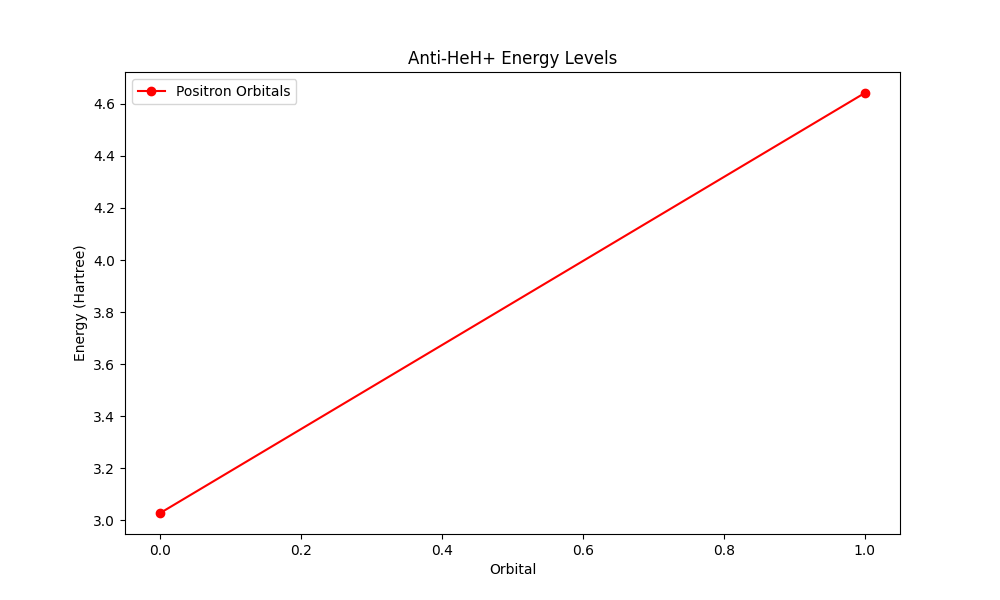 Anti-HeH+ Energy Levels
Positron Orbitals
Energy (Hartree)
4.6
4.4
4.2
4.0
3.8
3.6
3.4
3.2
3.0
0.0 0.2 0.4 0.6 0.8 1.0
Orbital